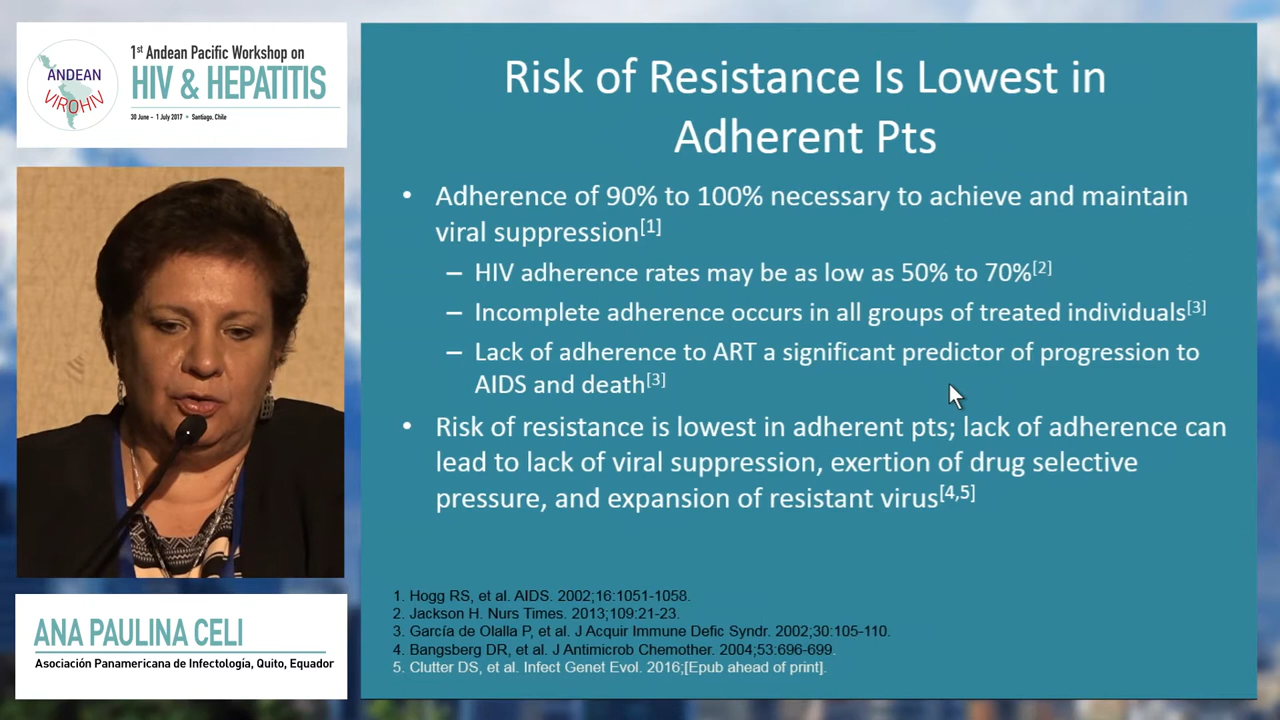 1st Andean Pacific Workshop on
HIV & HEPATITIS
30 June – 1 July 2017 • Santiago, Chile
ANDEAN
VIROHIV
ANA PAULINA CELI
Asociación Panamericana de Infectología, Quito, Equador
Risk of Resistance Is Lowest in
Adherent Pts
• Adherence of 90% to 100% necessary to achieve and maintain
viral suppression[1]
– HIV adherence rates may be as low as 50% to 70%[2]
– Incomplete adherence occurs in all groups of treated individuals[3]
– Lack of adherence to ART a significant predictor of progression to
AIDS and death[3]
• Risk of resistance is lowest in adherent pts; lack of adherence can
lead to lack of viral suppression, exertion of drug selective
pressure, and expansion of resistant virus[4,5]
1. Hogg RS, et al. AIDS. 2002;16:1051-1058.
2. Jackson H. Nurs Times. 2013;109:21-23.
3. García de Olalla P, et al. J Acquir Immune Defic Syndr. 2002;30:105-110.
4. Bangsberg DR, et al. J Antimicrob Chemother. 2004;53:696-699.
5. Clutter DS, et al. Infect Genet Evol. 2016;[Epub ahead of print].